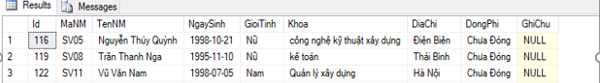 Results Messages
Id MaNM TenNM NgaySinh GioiTinh Khoa DiaChi DongPhi GhiChu
1 116 SV05 Nguyễn Thúy Quỳnh 1998-10-21 Nữ công nghệ kỹ thuật xây dựng Điện Biên Chưa Đóng NULL
2 119 SV08 Trần Thanh Nga 1995-11-10 Nữ kế toán Thái Bình Chưa Đóng NULL
3 122 SV11 Vũ Văn Nam 1998-07-05 Nam Quản lý xây dựng Hà Nội Chưa Đóng NULL